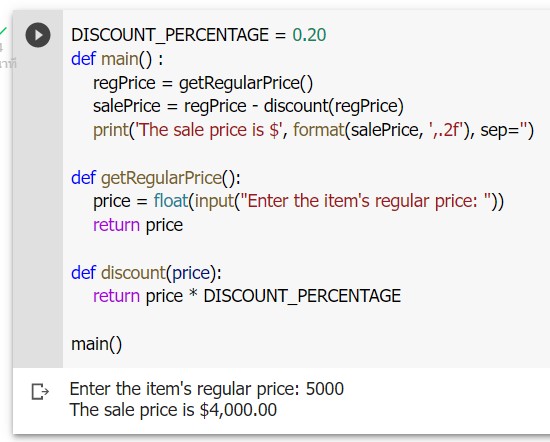 DISCOUNT_PERCENTAGE = 0.20
def main() :
    regPrice = getRegularPrice()
    salePrice = regPrice - discount(regPrice)
    print('The sale price is $', format(salePrice, ',.2f'), sep='')
def getRegularPrice():
    price = float(input("Enter the item's regular price: "))
    return price
def discount(price):
    return price * DISCOUNT_PERCENTAGE
main()
Enter the item's regular price: 5000
The sale price is $4,000.00